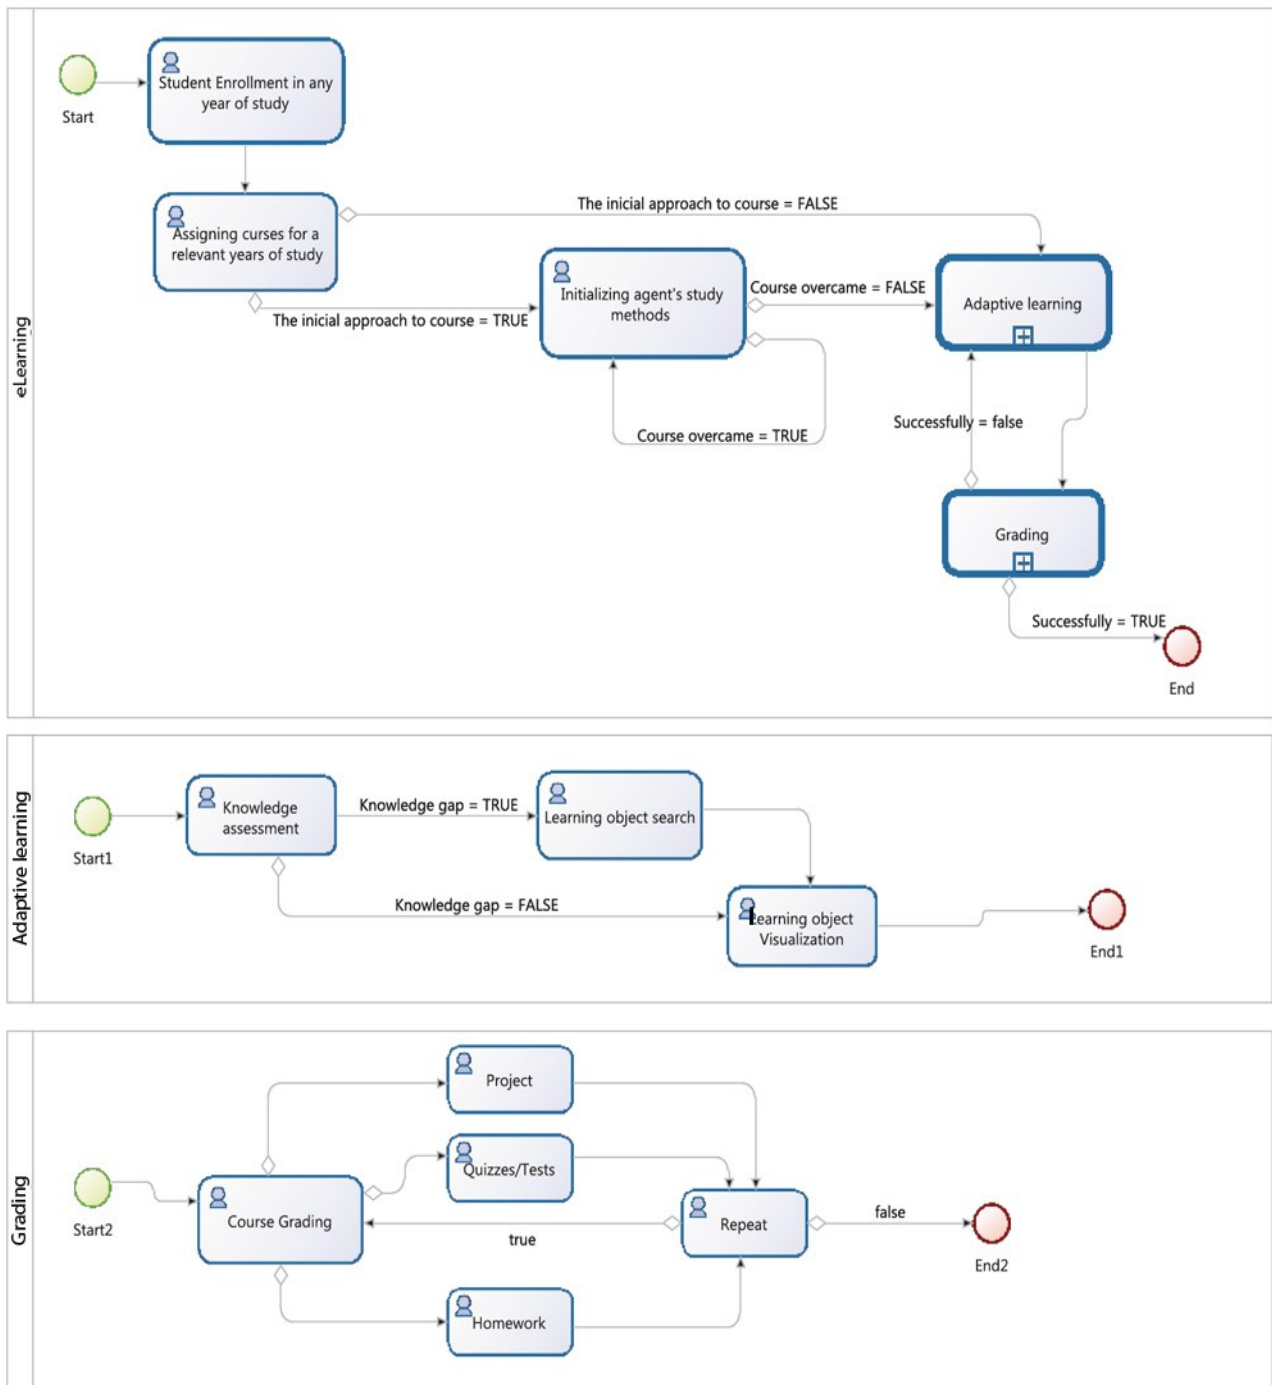 eLearning
Start
Student Enrollment in any
year of study
Assigning curses for a
relevant years of study
The inicial approach to course = FALSE
The inicial approach to course = TRUE
Initializing agent's study
methods
Course overcame = FALSE
Course overcame = TRUE
Adaptive learning
Successfully = false
Grading
Successfully = TRUE
End
Adaptive learning
Start1
Knowledge
assessment
Knowledge gap = TRUE
Learning object search
Knowledge gap = FALSE
Learning object
Visualization
End1
Grading
Start2
Course Grading
Project
Quizzes/Tests
Homework
true
Repeat
false
End2